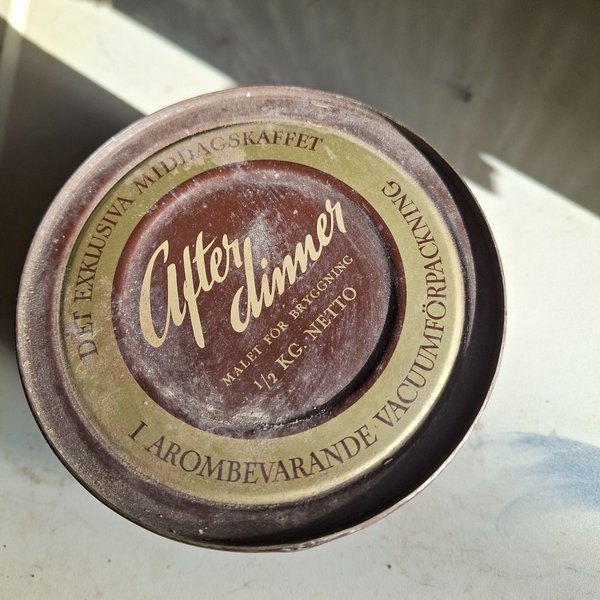 DET EXKLUSIVA MIDDAGSKAFFET
After
dinner
MALET FÖR BRYGGNING
1/2 KG. NETTO
I AROMBEVARANDE VACUUMFÖRPACKNING